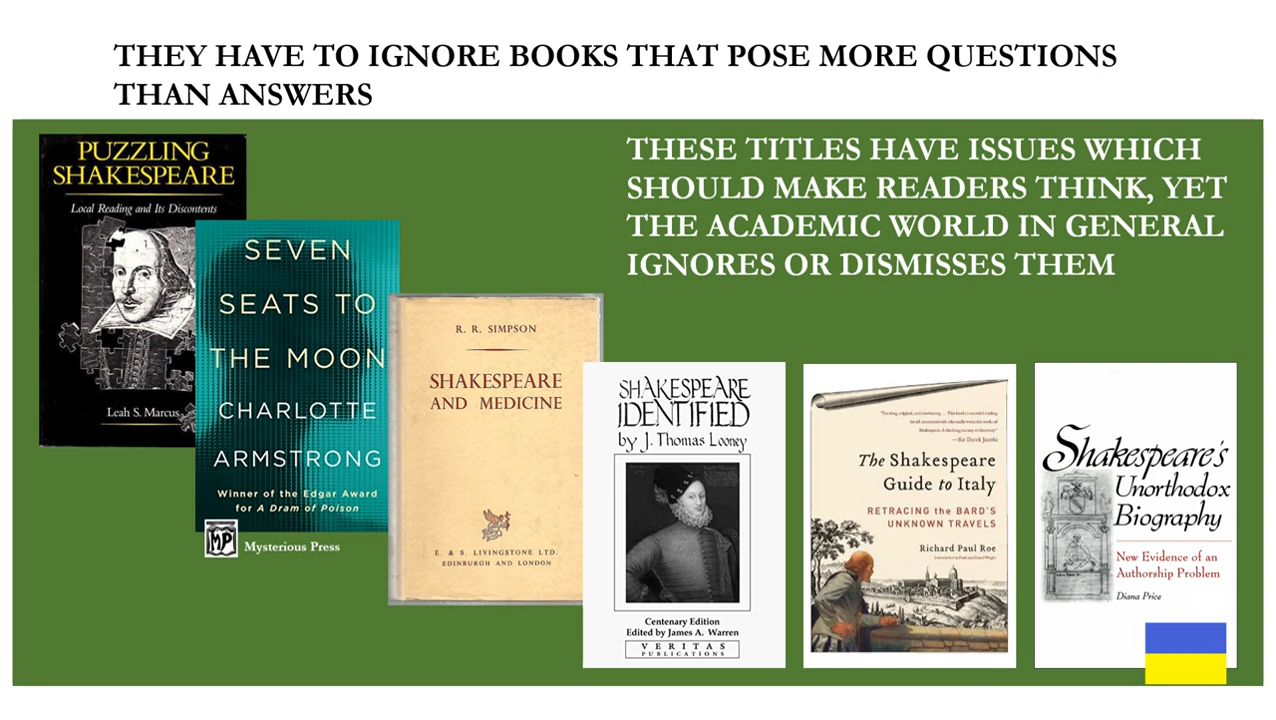 THEY HAVE TO IGNORE BOOKS THAT POSE MORE QUESTIONS
THAN ANSWERS
THESE TITLES HAVE ISSUES WHICH
SHOULD MAKE READERS THINK, YET
THE ACADEMIC WORLD IN GENERAL
IGNORES OR DISMISSES THEM
PUZZLING
SHAKESPEARE
Local Reading and Its Discontents
Leah S. Marcus
SEVEN
SEATS TO
THE MOON
CHARLOTTE
ARMSTRONG
Winner of the Edgar Award
for A Dram of Poison
MP
Mysterious Press
R. R. SIMPSON
SHAKESPEARE
AND MEDICINE
E. & S. LIVINGSTONE LTD.
EDINBURGH AND LONDON
SHAKESPEARE
IDENTIFIED
by J. Thomas Looney
Centenary Edition
Edited by James A. Warren
VERITAS
PUBLICATIONS
—Sir Derek Jacobi
The Shakespeare
Guide to Italy
RETRACING the BARD'S
UNKNOWN TRAVELS
Richard Paul Roe
Shakespeare's
Unorthodox
Biography
New Evidence of an
Authorship Problem
Diana Price